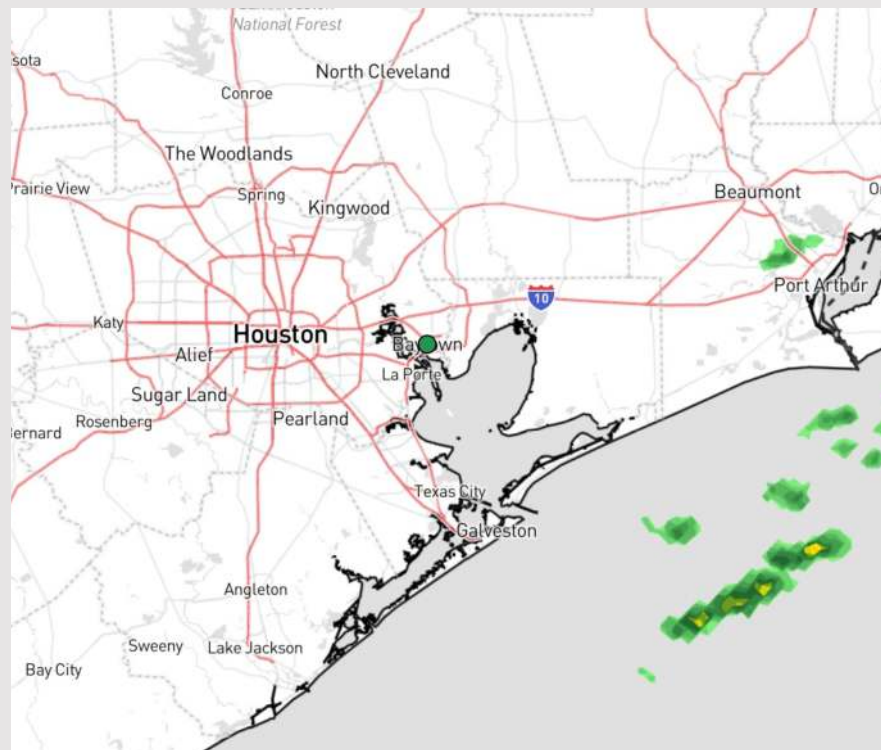 National Forest
North Cleveland
Conroe
The Woodlands
Prairie View
Spring
Kingwood
Beaumont
10
Port Arthur
Katy
Houston
Baytown
Alief
La Porte
Sugar Land
Rosenberg
Pearland
Texas City
Galveston
Angleton
Sweeny
Lake Jackson
Bay City